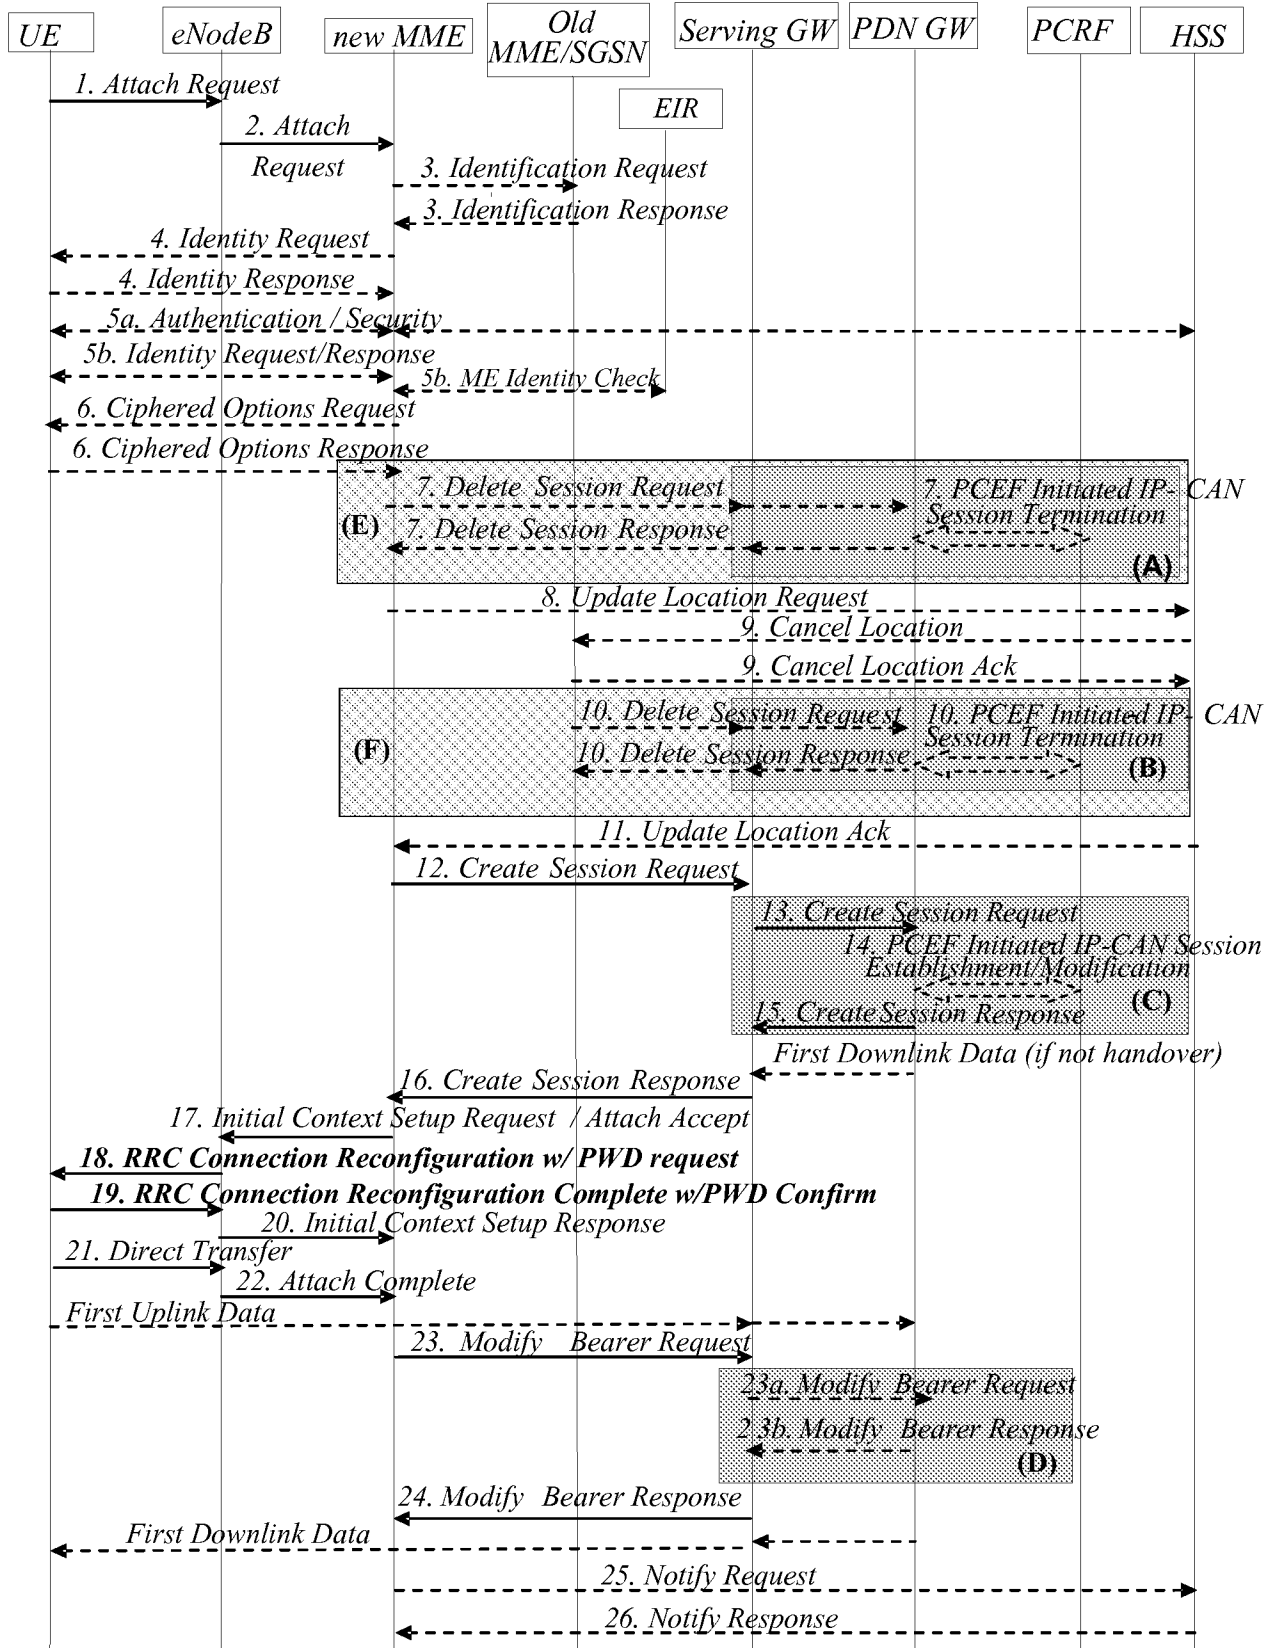 UE
eNodeB
new MME
Old
MME/SGSN
Serving GW
PDN GW
PCRF
HSS
EIR
1. Attach Request
2. Attach
Request
3. Identification Request
3. Identification Response
4. Identity Request
4. Identity Response
5a. Authentication / Security
5b. Identity Request/Response
5b. ME Identity Check
6. Ciphered Options Request
6. Ciphered Options Response
7. Delete Session Request
7. PCEF Initiated IP- CAN
Session Termination
(E)
7. Delete Session Response
(A)
8. Update Location Request
9. Cancel Location
9. Cancel Location Ack
10. Delete Session Request
10. PCEF Initiated IP- CAN
Session Termination
(F)
10. Delete Session Response
(B)
11. Update Location Ack
12. Create Session Request
13. Create Session Request
14. PCEF Initiated IP-CAN Session
Establishment/Modification
(C)
15. Create Session Response
First Downlink Data (if not handover)
16. Create Session Response
17. Initial Context Setup Request / Attach Accept
18. RRC Connection Reconfiguration w/ PWD request
19. RRC Connection Reconfiguration Complete w/PWD Confirm
20. Initial Context Setup Response
21. Direct Transfer
22. Attach Complete
First Uplink Data
23. Modify Bearer Request
23a. Modify Bearer Request
2 3b. Modify Bearer Response
(D)
24. Modify Bearer Response
First Downlink Data
25. Notify Request
26. Notify Response